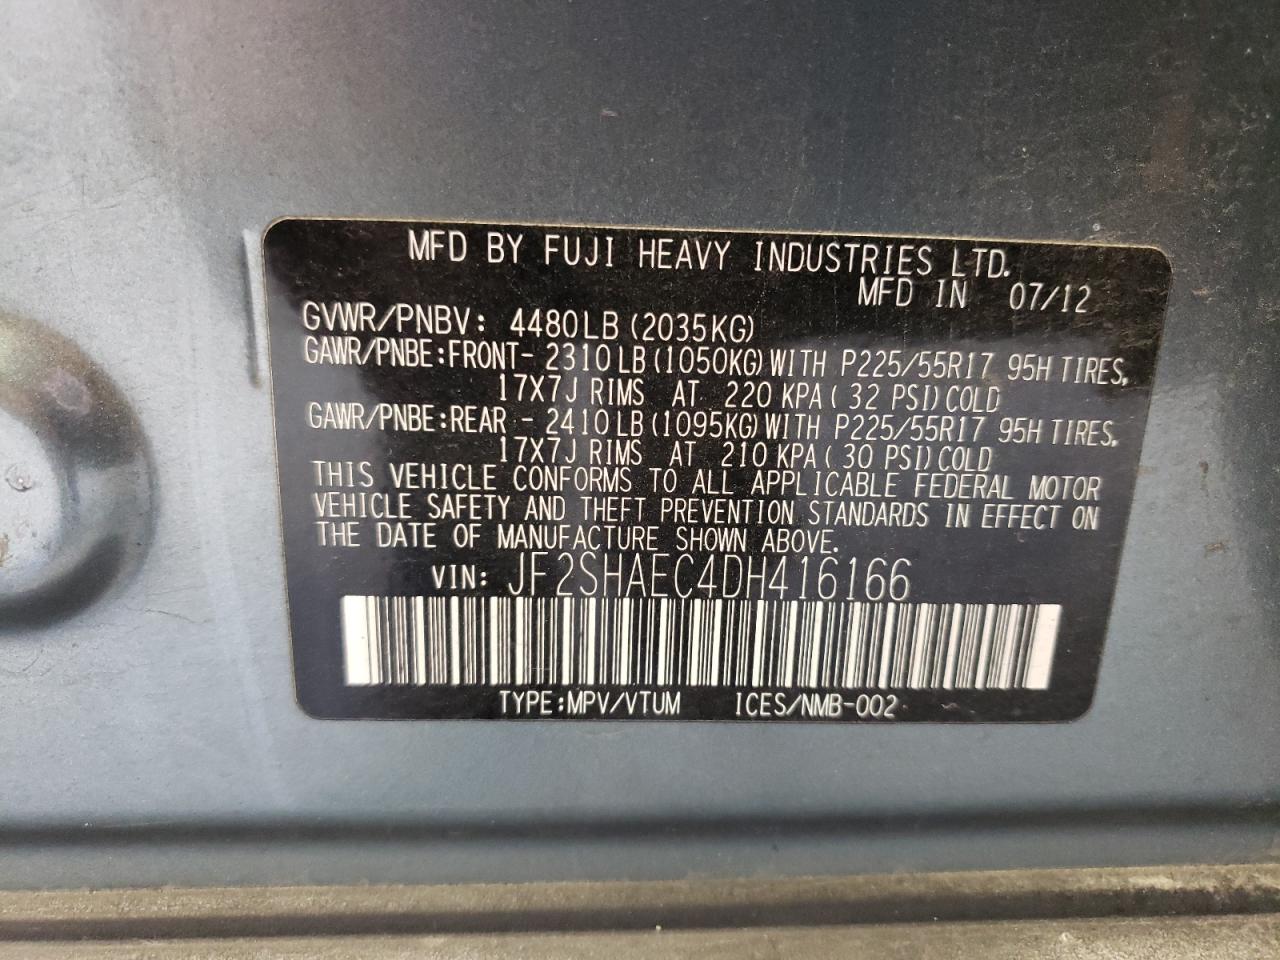 MFD BY FUJI HEAVY INDUSTRIES LTD.
MFD IN 07/12
GVWR/PNBV: 4480LB (2035KG)
GAWR/PNBE:FRONT- 2310LB(1050KG)WITH P225/55R17 95H TIRES,
17X7J RIMS AT 220 KPA( 32 PSI)COLD
GAWR/PNBE:REAR - 2410LB(1095KG)WITH P225/55R17 95H TIRES,
17X7J RIMS AT 210 KPA( 30 PSI)COLD
THIS VEHICLE CONFORMS TO ALL APPLICABLE FEDERAL MOTOR
VEHICLE SAFETY AND THEFT PREVENTION STANDARDS IN EFFECT ON
THE DATE OF MANUFACTURE SHOWN ABOVE.
VIN: JF2SHAEC4DH416166
TYPE:MPV/VTUM ICES/NMB-002